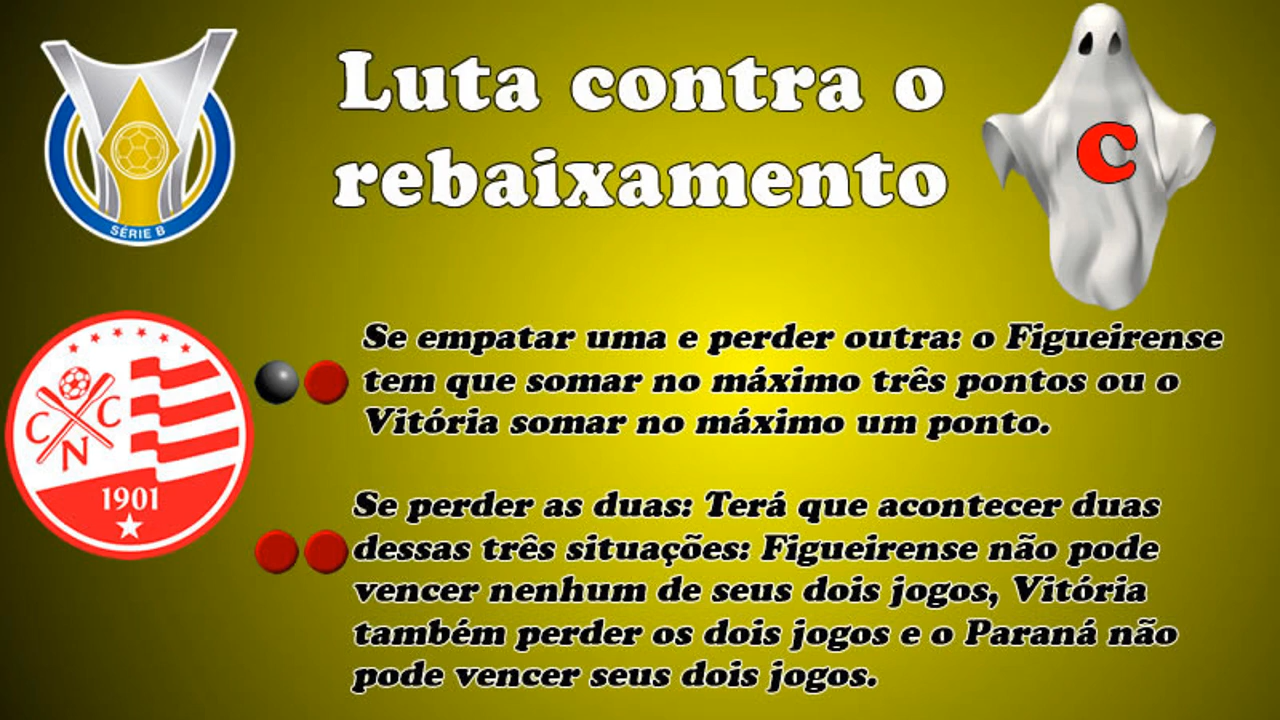 SÉRIE B
Luta contra o
rebaixamento
C
Se empatar uma e perder outra: o Figueirense
tem que somar no máximo três pontos ou o
Vitória somar no máximo um ponto.
C N C
1901
Se perder as duas: Terá que acontecer duas
dessas três situações: Figueirense não pode
vencer nenhum de seus dois jogos, Vitória
também perder os dois jogos e o Paraná não
pode vencer seus dois jogos.